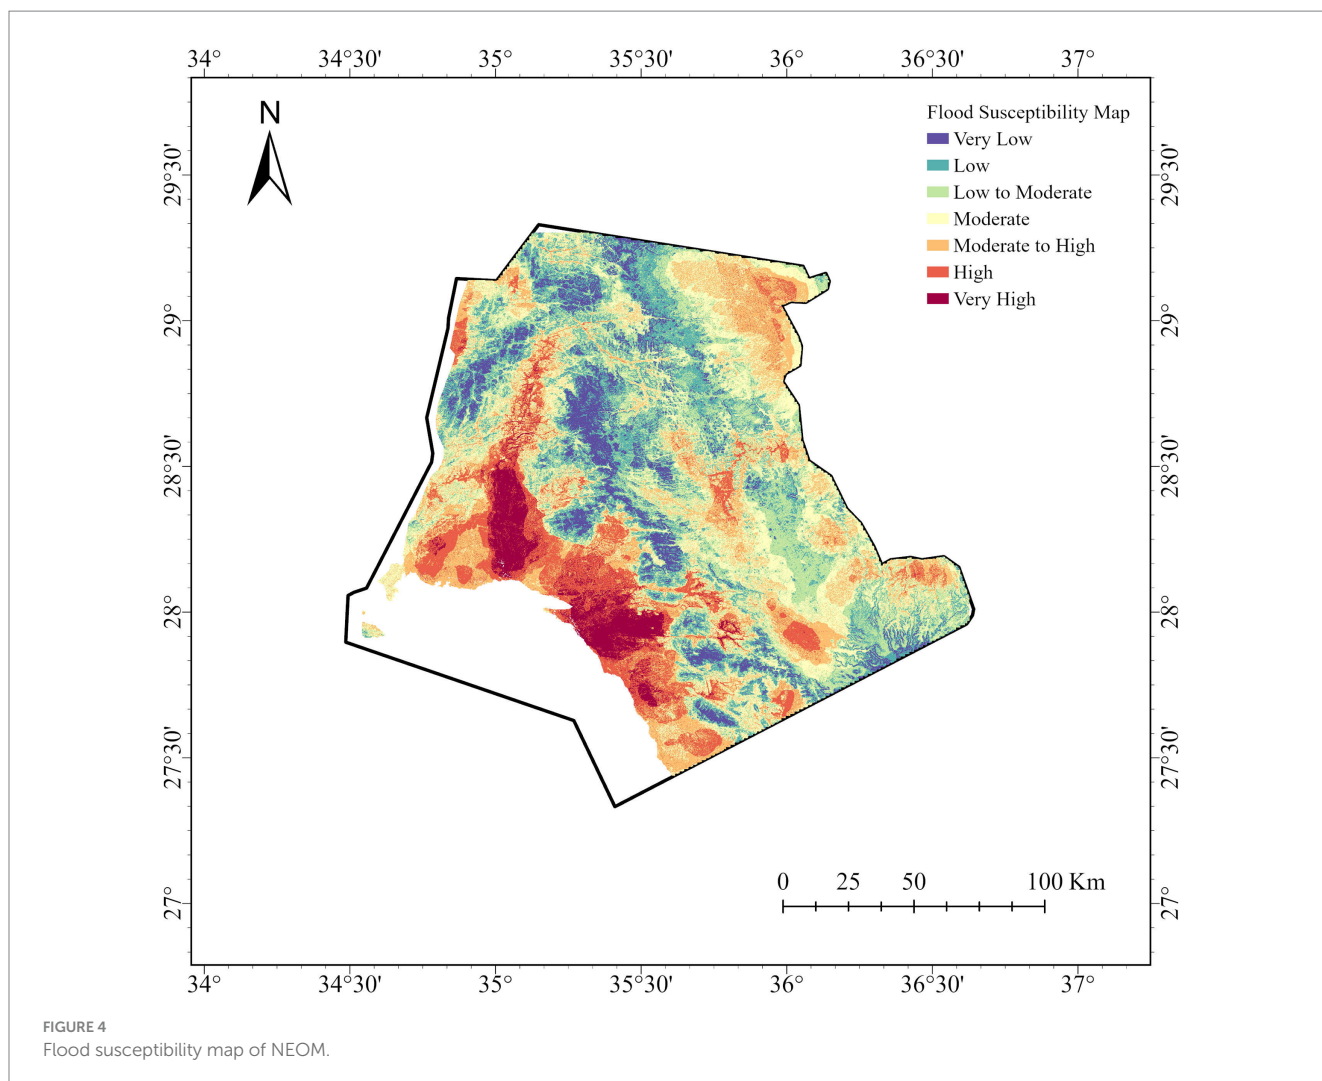 34° 34°30' 35° 35°30' 36° 36°30' 37°
N
Flood Susceptibility Map
Very Low
Low
Low to Moderate
Moderate
Moderate to High
High
Very High
29°30' 29°30'
29° 29°
28°30' 28°30'
28° 28°
27°30' 27°30'
27° 27°
0 25 50 100 Km
34° 34°30' 35° 35°30' 36° 36°30' 37°
FIGURE 4
Flood susceptibility map of NEOM.